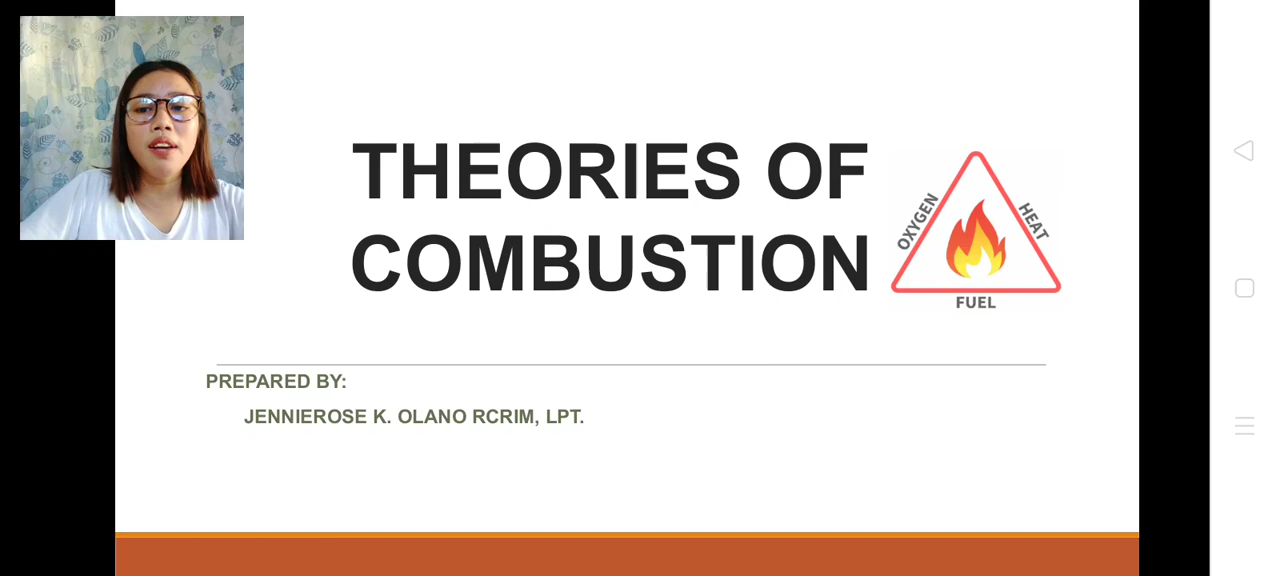 THEORIES OF
COMBUSTION
OXYGEN
HEAT
FUEL
PREPARED BY:
JENNIEROSE K. OLANO RCRIM, LPT.